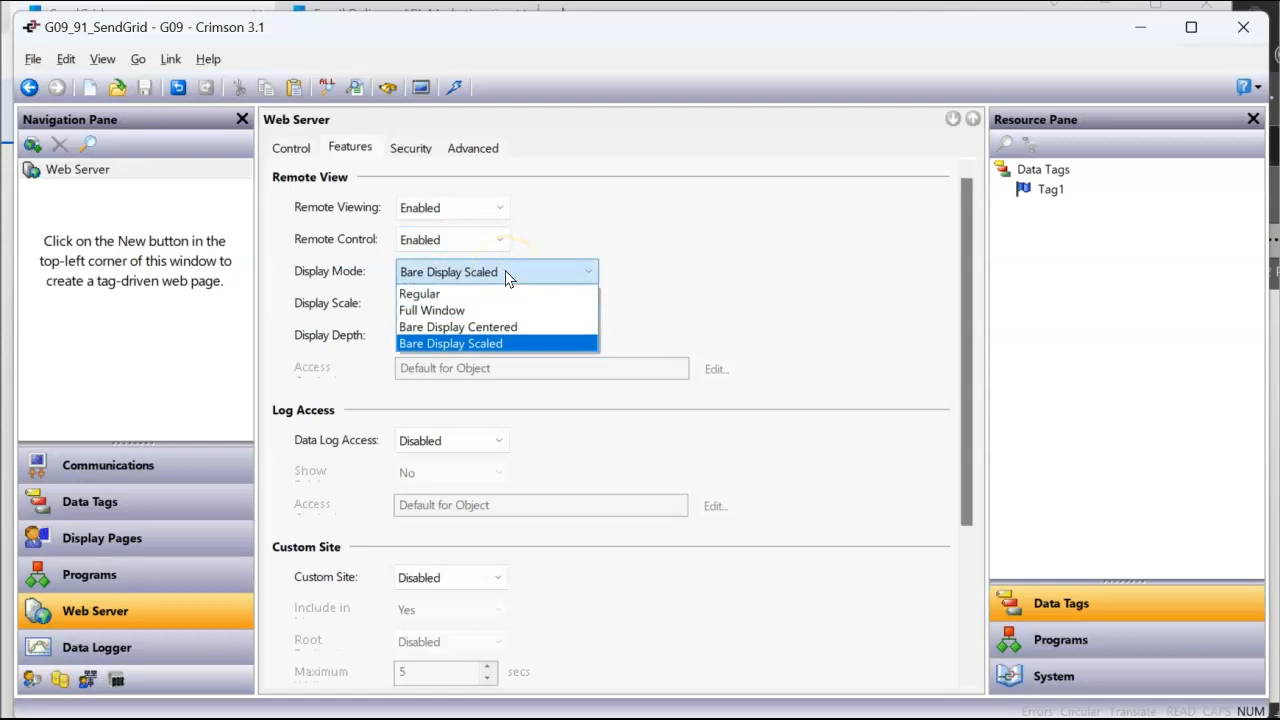 G09_91_SendGrid - G09 - Crimson 3.1
File Edit View Go Link Help
ALL
Navigation Pane
Web Server
Click on the New button in the
top-left corner of this window to
create a tag-driven web page.
Communications
Data Tags
Display Pages
Programs
Web Server
Data Logger
Web Server
Control Features Security Advanced
Remote View
Remote Viewing: Enabled
Remote Control: Enabled
Display Mode: Bare Display Scaled
Regular
Full Window
Bare Display Centered
Bare Display Scaled
Display Scale:
Display Depth:
Access
Default for Object Edit...
Log Access
Data Log Access: Disabled
Show
No
Access
Default for Object Edit...
Custom Site
Custom Site: Disabled
Include in
Yes
Root
Disabled
Maximum
5 secs
Resource Pane
Data Tags
Tag1
Data Tags
Programs
System
Errors Circular Translate READ CAPS NUM